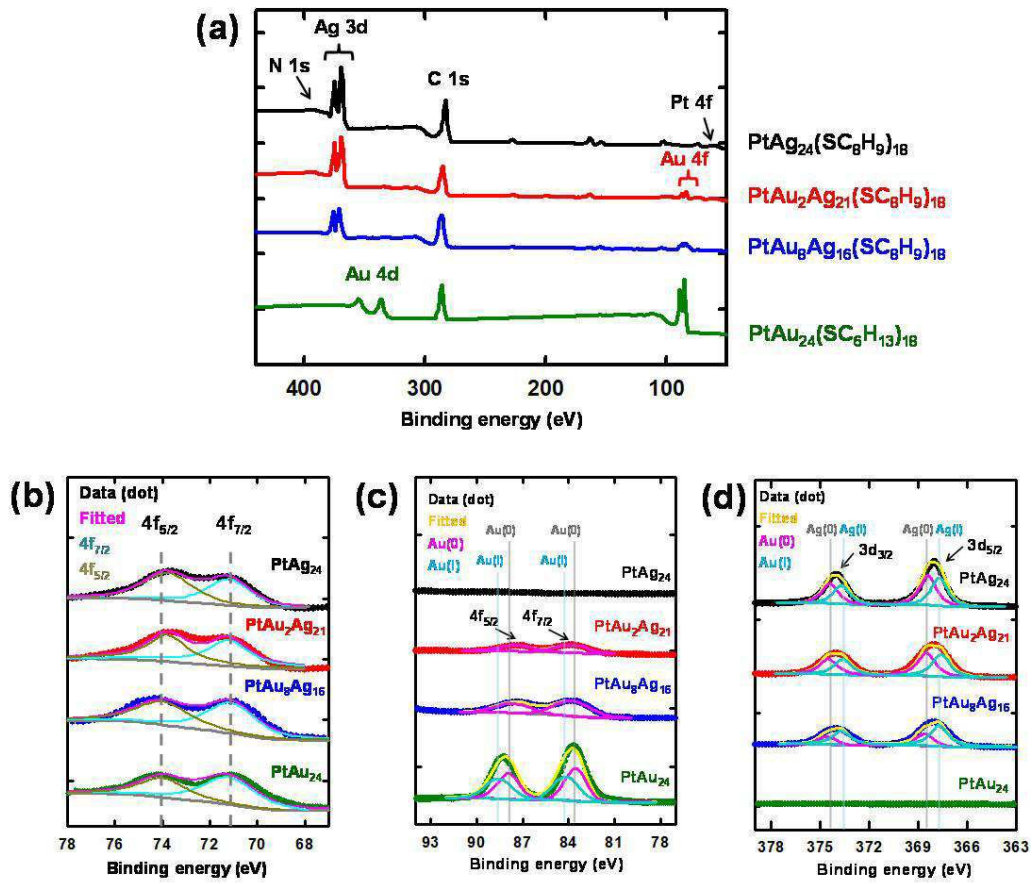 (a)
Ag 3d
N 1s
C 1s
Pt 4f
PtAg24(SC8H9)18
Au 4f
PtAu2Ag21(SC8H9)18
PtAu8Ag16(SC8H9)18
Au 4d
PtAu24(SC6H13)18
400 300 200 100
Binding energy (eV)
(b)
Data (dot)
Fitted
4f7/2
4f5/2
4f5/2
4f7/2
PtAg24
PtAu2Ag21
PtAu8Ag16
PtAu24
78 76 74 72 70 68
Binding energy (eV)
(c)
Data (dot)
Fitted
Au(0)
Au(I)
Au(0) Au(0)
Au(I) Au(I)
PtAg24
4f5/2 4f7/2
PtAu2Ag21
PtAu8Ag16
PtAu24
93 90 87 84 81 78
Binding energy (eV)
(d)
Data (dot)
Fitted
Au(0)
Au(I)
Ag(0) Ag(I) Ag(0) Ag(I)
3d3/2
3d5/2
PtAg24
PtAu2Ag21
PtAu8Ag16
PtAu24
378 375 372 369 366 363
Binding energy (eV)